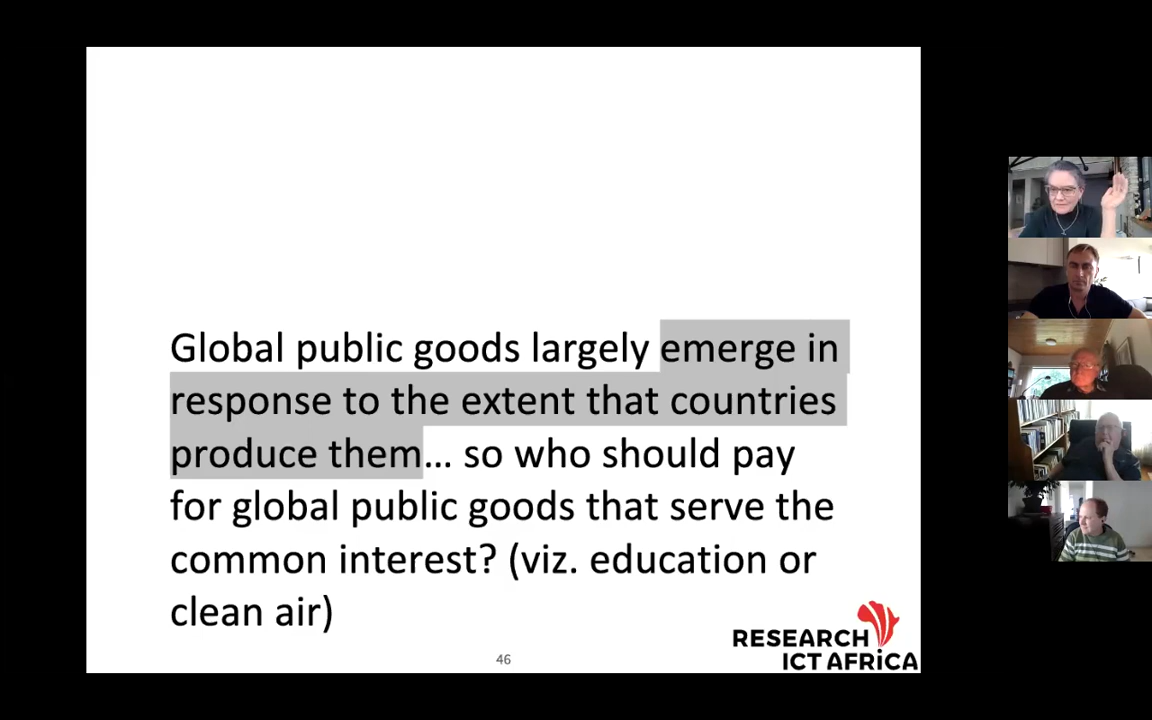 Global public goods largely emerge in
response to the extent that countries
produce them… so who should pay
for global public goods that serve the
common interest? (viz. education or
clean air)
RESEARCH
ICT AFRICA
46